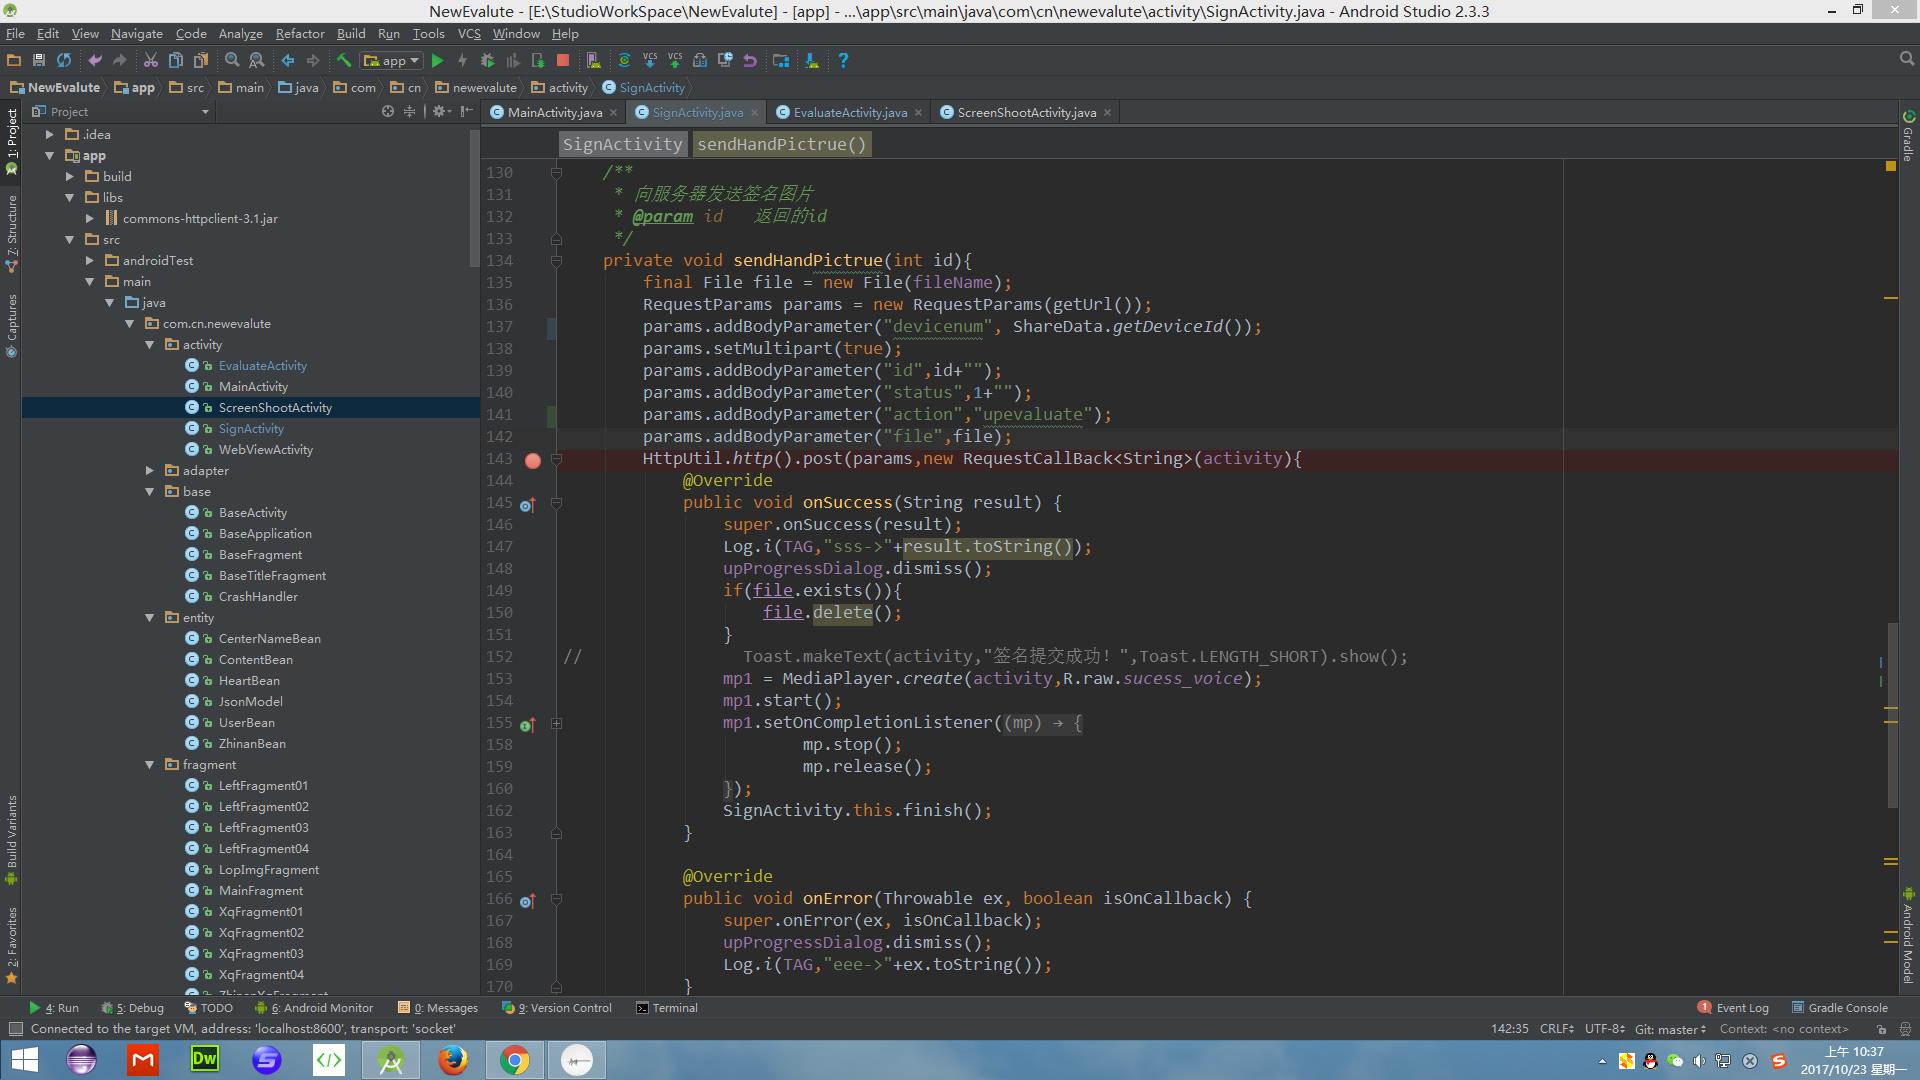 NewEvalute - [E:\StudioWorkSpace\NewEvalute] - [app] - ...\app\src\main\java\com\cn\newevalute\activity\SignActivity.java - Android Studio 2.3.3
File Edit View Navigate Code Analyze Refactor Build Run Tools VCS Window Help
app
NewEvalute app src main java com cn newevalute activity SignActivity
Project
MainActivity.java SignActivity.java EvaluateActivity.java ScreenShootActivity.java
SignActivity sendHandPictrue()
1: Project
7: Structure
Captures
Build Variants
2: Favorites
.idea
app
build
libs
commons-httpclient-3.1.jar
src
androidTest
main
java
com.cn.newevalute
activity
EvaluateActivity
MainActivity
ScreenShootActivity
SignActivity
WebViewActivity
adapter
base
BaseActivity
BaseApplication
BaseFragment
BaseTitleFragment
CrashHandler
entity
CenterNameBean
ContentBean
HeartBean
JsonModel
UserBean
ZhinanBean
fragment
LeftFragment01
LeftFragment02
LeftFragment03
LeftFragment04
LopImgFragment
MainFragment
XqFragment01
XqFragment02
XqFragment03
XqFragment04
130 /**
131 * 向服务器发送签名图片
132 * @param id 返回的id
133 */
134 private void sendHandPictrue(int id){
135 final File file = new File(fileName);
136 RequestParams params = new RequestParams(getUrl());
137 params.addBodyParameter("devicenum", ShareData.getDeviceId());
138 params.setMultipart(true);
139 params.addBodyParameter("id",id+"");
140 params.addBodyParameter("status",1+"");
141 params.addBodyParameter("action","upevaluate");
142 params.addBodyParameter("file",file);
143 HttpUtil.http().post(params,new RequestCallBack<String>(activity){
144 @Override
145 public void onSuccess(String result) {
146 super.onSuccess(result);
147 Log.i(TAG,"sss->"+result.toString());
148 upProgressDialog.dismiss();
149 if(file.exists()){
150 file.delete();
151 }
152 // Toast.makeText(activity,"签名提交成功！",Toast.LENGTH_SHORT).show();
153 mp1 = MediaPlayer.create(activity,R.raw.sucess_voice);
154 mp1.start();
155 mp1.setOnCompletionListener((mp) → {
158 mp.stop();
159 mp.release();
160 });
162 SignActivity.this.finish();
163 }
164
165 @Override
166 public void onError(Throwable ex, boolean isOnCallback) {
167 super.onError(ex, isOnCallback);
168 upProgressDialog.dismiss();
169 Log.i(TAG,"eee->"+ex.toString());
170 }
Gradle
Android Model
4: Run 5: Debug TODO 6: Android Monitor 0: Messages 9: Version Control Terminal 1 Event Log Gradle Console
Connected to the target VM, address: 'localhost:8600', transport: 'socket' 142:35 CRLF UTF-8 Git: master Context: <no context>
Dw
上午 10:37
2017/10/23 星期一